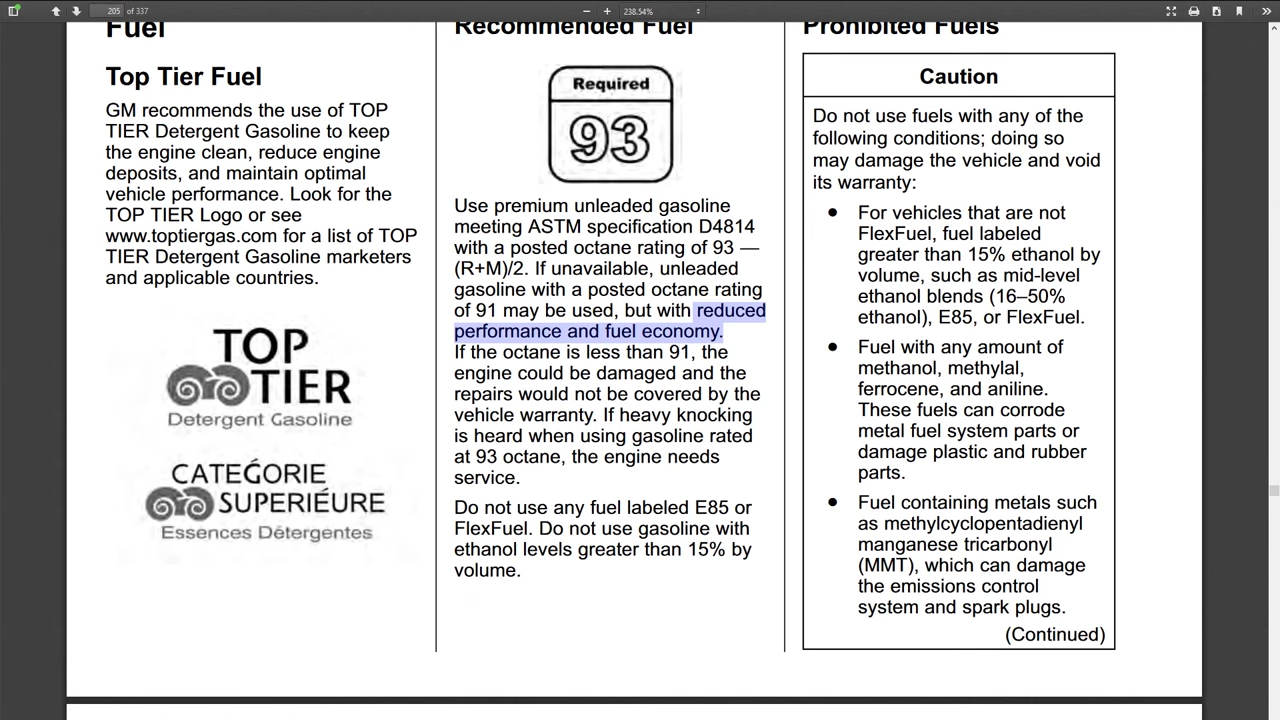 205 of 337
238.54%
Fuel
Top Tier Fuel
GM recommends the use of TOP
TIER Detergent Gasoline to keep
the engine clean, reduce engine
deposits, and maintain optimal
vehicle performance. Look for the
TOP TIER Logo or see
www.toptiergas.com for a list of TOP
TIER Detergent Gasoline marketers
and applicable countries.
TOP
TIER
Detergent Gasoline
CATÉGORIE
SUPERIÉURE
Essences Détergentes
Recommended Fuel
Required
93
Use premium unleaded gasoline
meeting ASTM specification D4814
with a posted octane rating of 93 —
(R+M)/2. If unavailable, unleaded
gasoline with a posted octane rating
of 91 may be used, but with reduced
performance and fuel economy.
If the octane is less than 91, the
engine could be damaged and the
repairs would not be covered by the
vehicle warranty. If heavy knocking
is heard when using gasoline rated
at 93 octane, the engine needs
service.
Do not use any fuel labeled E85 or
FlexFuel. Do not use gasoline with
ethanol levels greater than 15% by
volume.
Prohibited Fuels
Caution
Do not use fuels with any of the
following conditions; doing so
may damage the vehicle and void
its warranty:
● For vehicles that are not
FlexFuel, fuel labeled
greater than 15% ethanol by
volume, such as mid-level
ethanol blends (16–50%
ethanol), E85, or FlexFuel.
● Fuel with any amount of
methanol, methylal,
ferrocene, and aniline.
These fuels can corrode
metal fuel system parts or
damage plastic and rubber
parts.
● Fuel containing metals such
as methylcyclopentadienyl
manganese tricarbonyl
(MMT), which can damage
the emissions control
system and spark plugs.
(Continued)